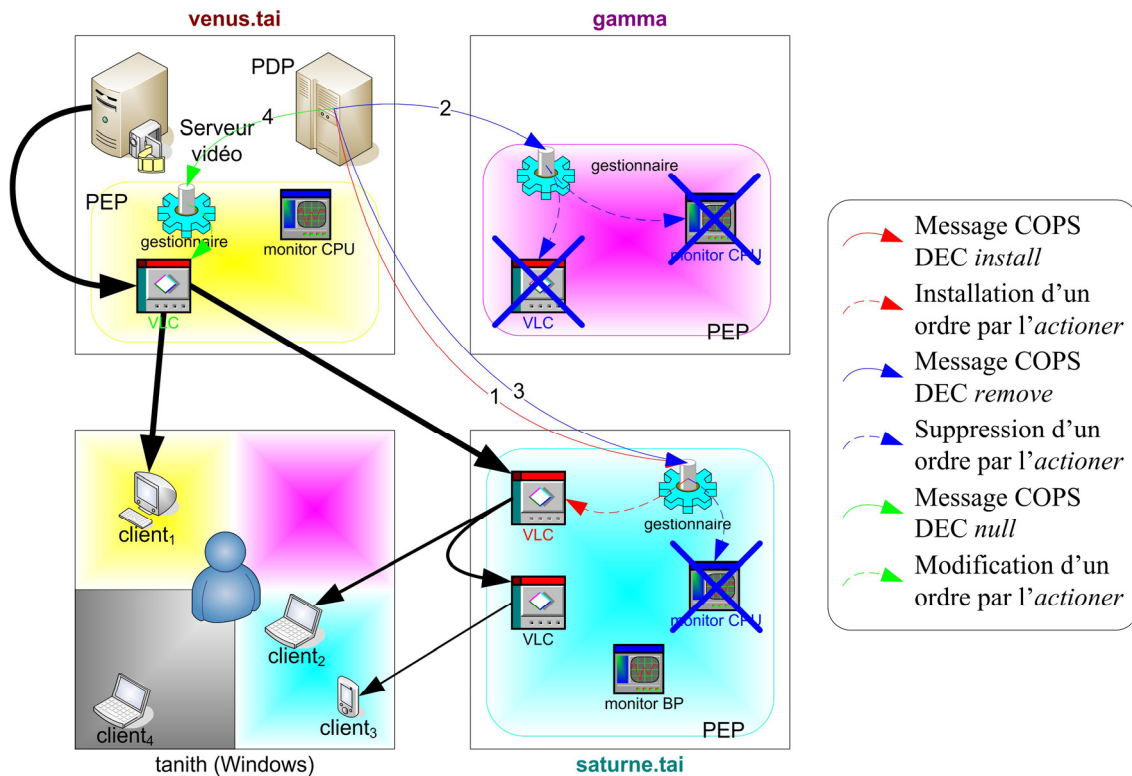 venus.tai
gamma
PDP
4
2
Serveur
vidéo
PEP
gestionnaire
monitor CPU
VLC
gestionnaire
monitor CPU
VLC
PEP
1
3
client1
client2
client3
client4
tanith (Windows)
VLC
gestionnaire
VLC
monitor CPU
monitor BP
PEP
saturne.tai
Message COPS
DEC install
Installation d'un
ordre par l'actioner
Message COPS
DEC remove
Suppression d'un
ordre par l'actioner
Message COPS
DEC null
Modification d'un
ordre par l'actioner